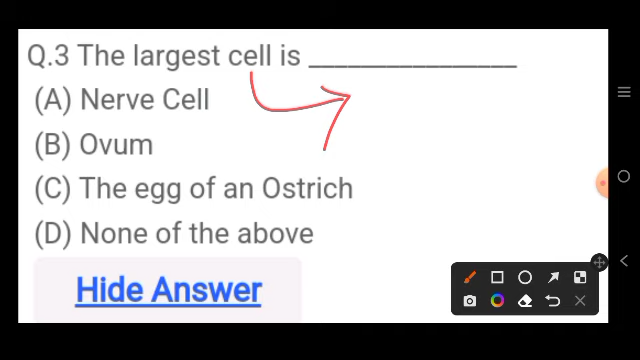 Q.3 The largest cell is _______________
(A) Nerve Cell
(B) Ovum
(C) The egg of an Ostrich
(D) None of the above
Hide Answer